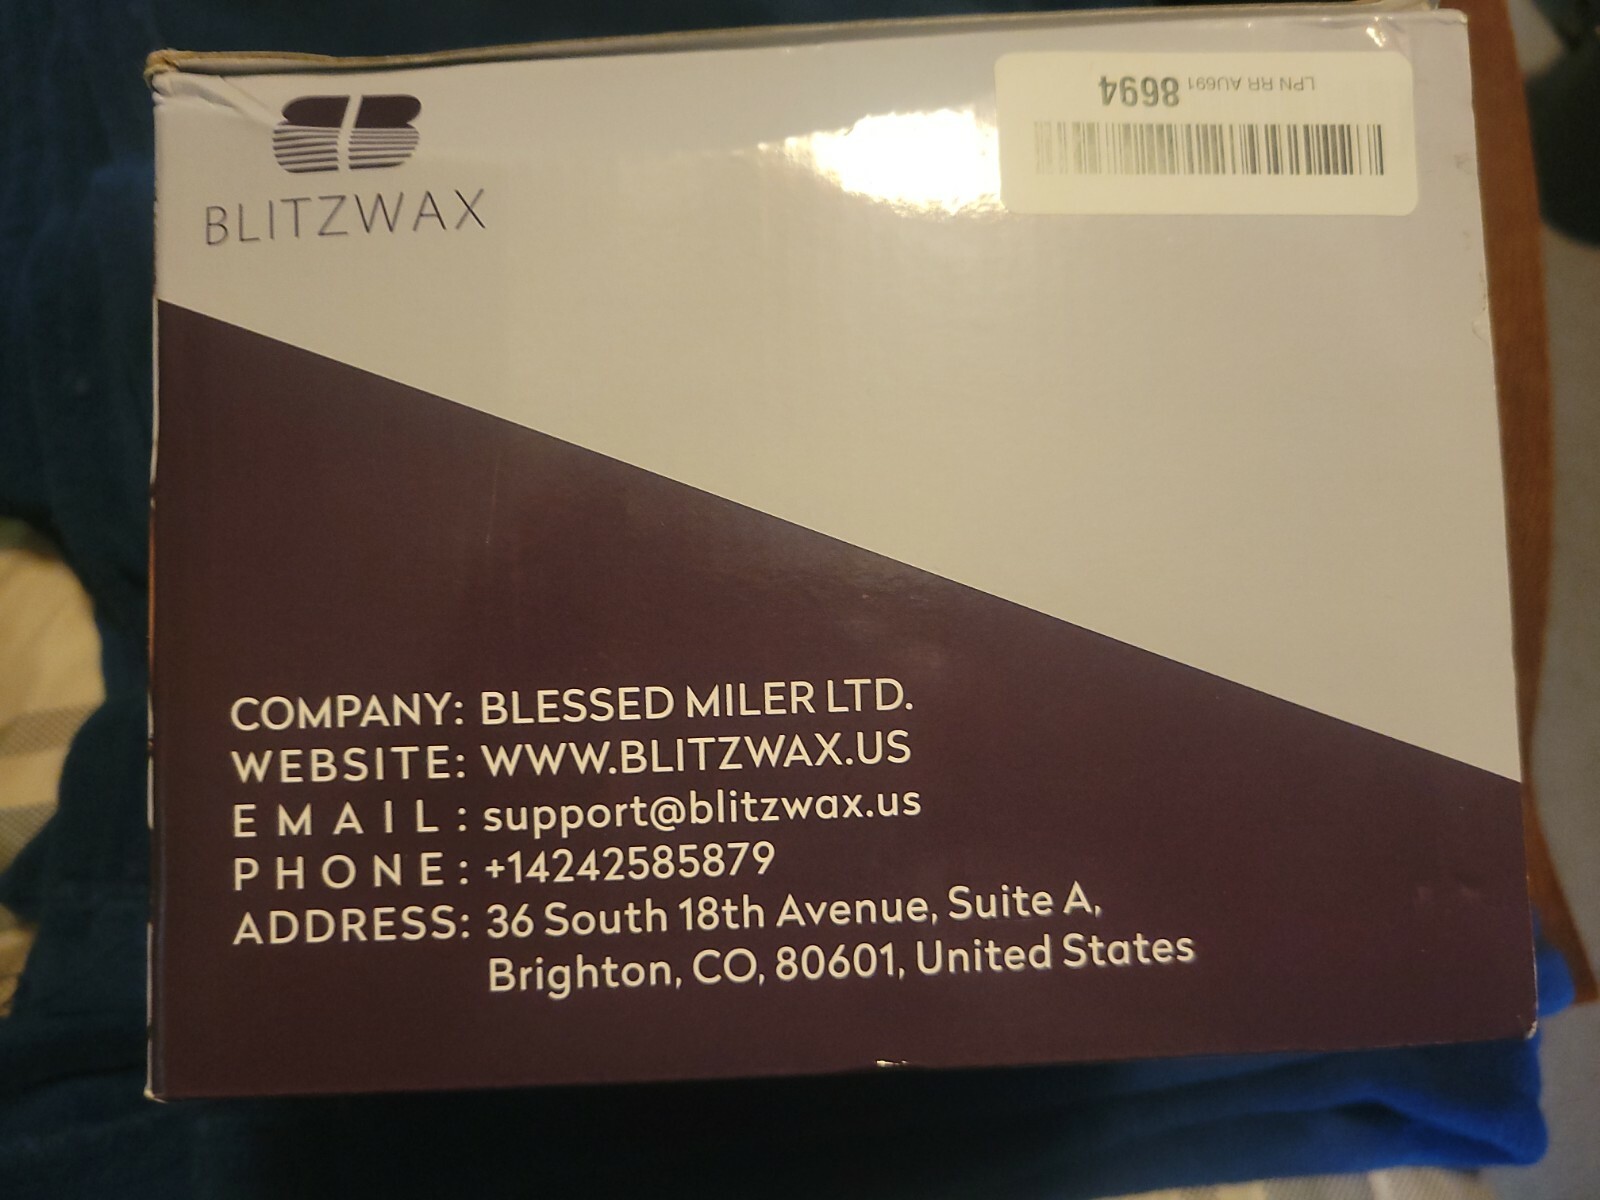 BLITZWAX
LPN RR AU691 8694
COMPANY: BLESSED MILER LTD.
WEBSITE: WWW.BLITZWAX.US
EMAIL: support@blitzwax.us
PHONE: +14242585879
ADDRESS: 36 South 18th Avenue, Suite A,
Brighton, CO, 80601, United States